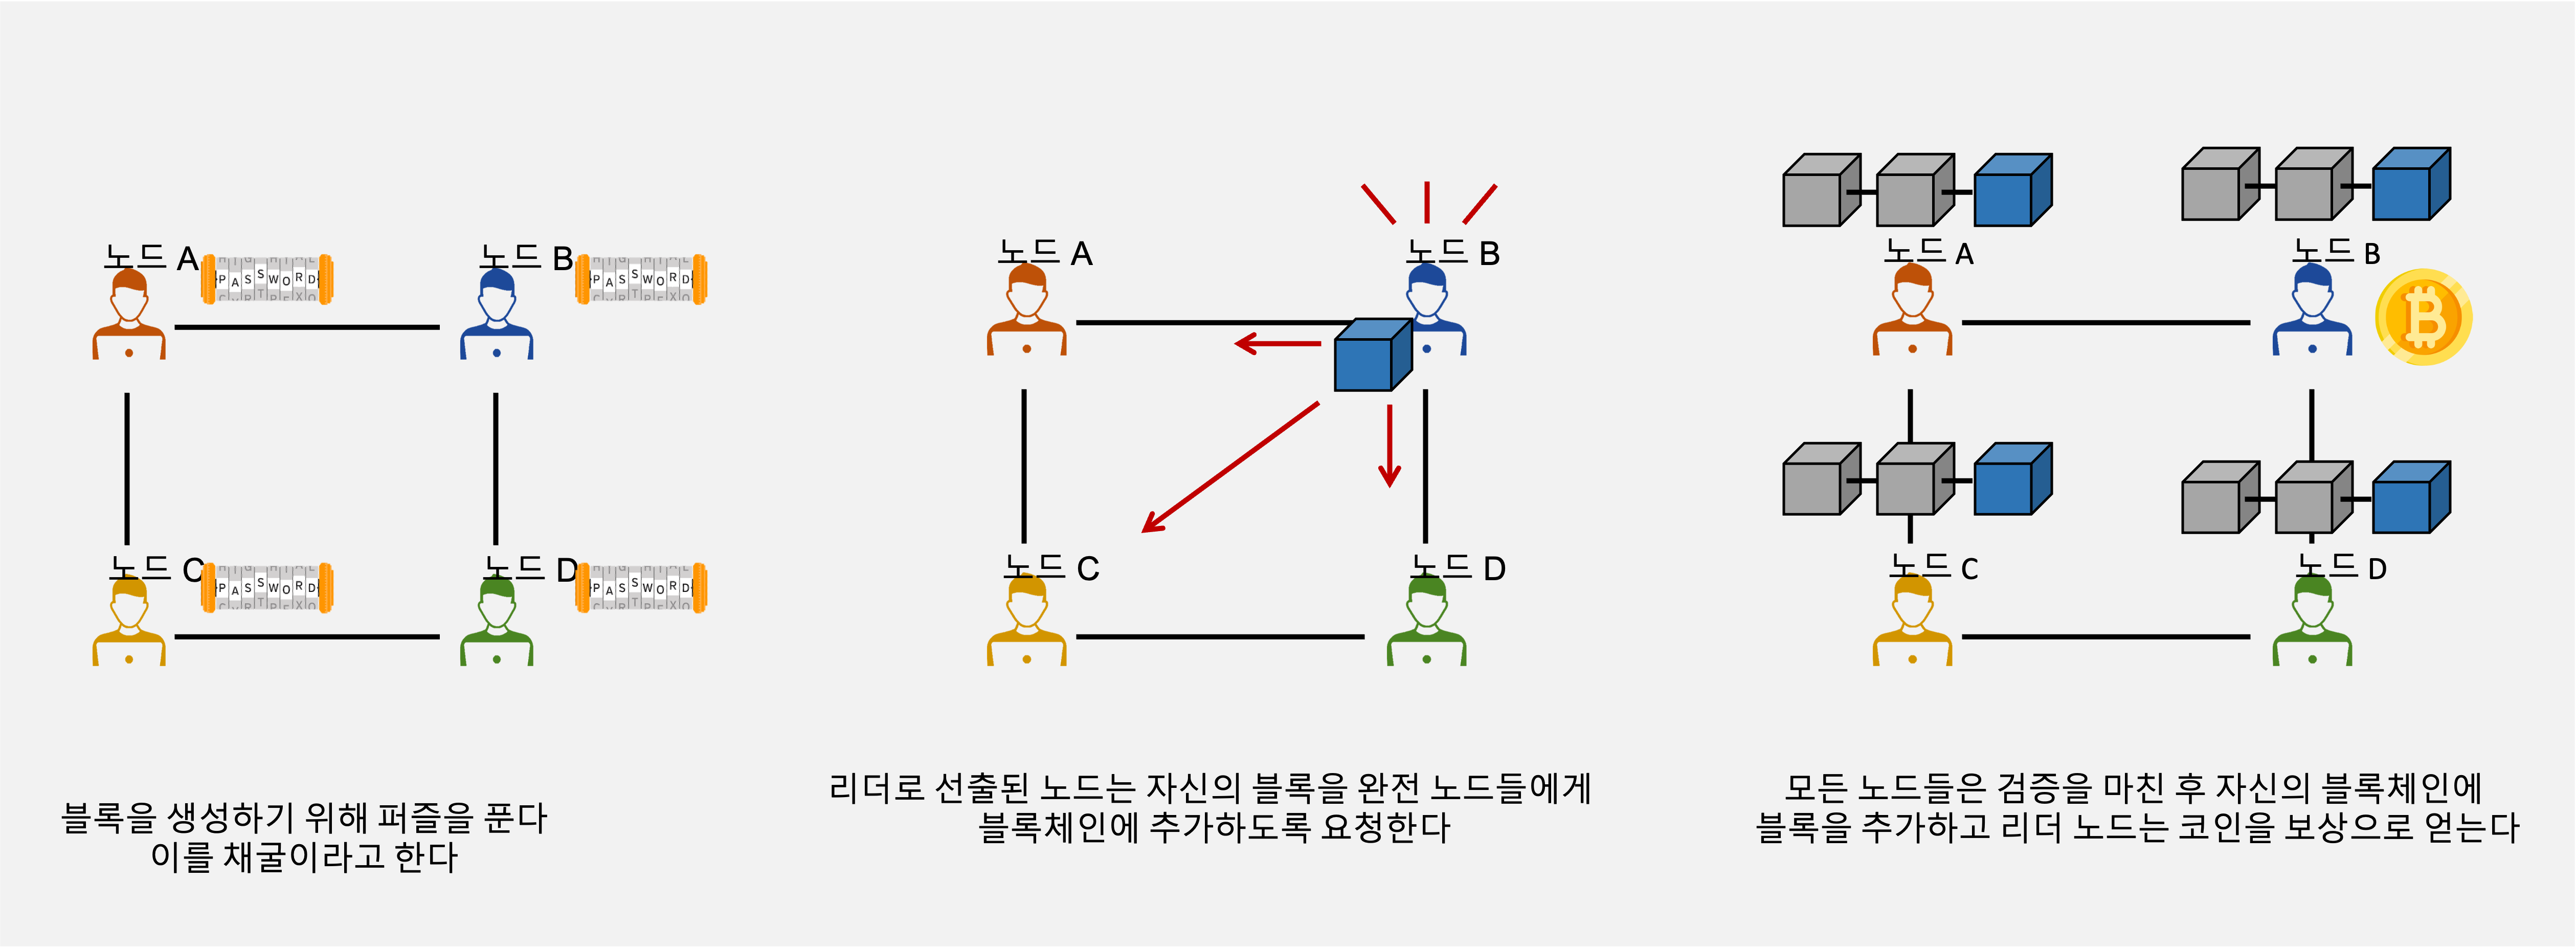 노드 A
PASSWORD
노드 B
PASSWORD
노드 C
PASSWORD
노드 D
PASSWORD
블록을 생성하기 위해 퍼즐을 푼다
이를 채굴이라고 한다
노드 A
노드 B
노드 C
노드 D
리더로 선출된 노드는 자신의 블록을 완전 노드들에게
블록체인에 추가하도록 요청한다
노드 A
노드 B
노드 C
노드 D
모든 노드들은 검증을 마친 후 자신의 블록체인에
블록을 추가하고 리더 노드는 코인을 보상으로 얻는다